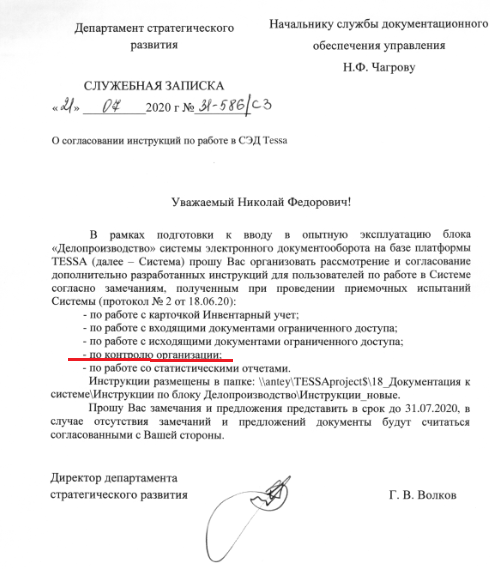 Департамент стратегического
развития
Начальнику службы документационного
обеспечения управления
Н.Ф. Чагрову
СЛУЖЕБНАЯ ЗАПИСКА
«21» 07 2020 г № 31-586/СЗ
О согласовании инструкций по работе в СЭД Tessa
Уважаемый Николай Федорович!
В рамках подготовки к вводу в опытную эксплуатацию блока
«Делопроизводство» системы электронного документооборота на базе платформы
TESSA (далее – Система) прошу Вас организовать рассмотрение и согласование
дополнительно разработанных инструкций для пользователей по работе в Системе
согласно замечаниям, полученным при проведении приемочных испытаний
Системы (протокол № 2 от 18.06.20):
- по работе с карточкой Инвентарный учет;
- по работе с входящими документами ограниченного доступа;
- по работе с исходящими документами ограниченного доступа;
- по контролю организации;
- по работе со статистическими отчетами.
Инструкции размещены в папке: \\antey\TESSAproject$\18_Документация к
системе\Инструкции по блоку Делопроизводство\Инструкции_новые.
Прошу Вас замечания и предложения представить в срок до 31.07.2020, в
случае отсутствия замечаний и предложений документы будут считаться
согласованными с Вашей стороны.
Директор департамента
стратегического развития
Г. В. Волков